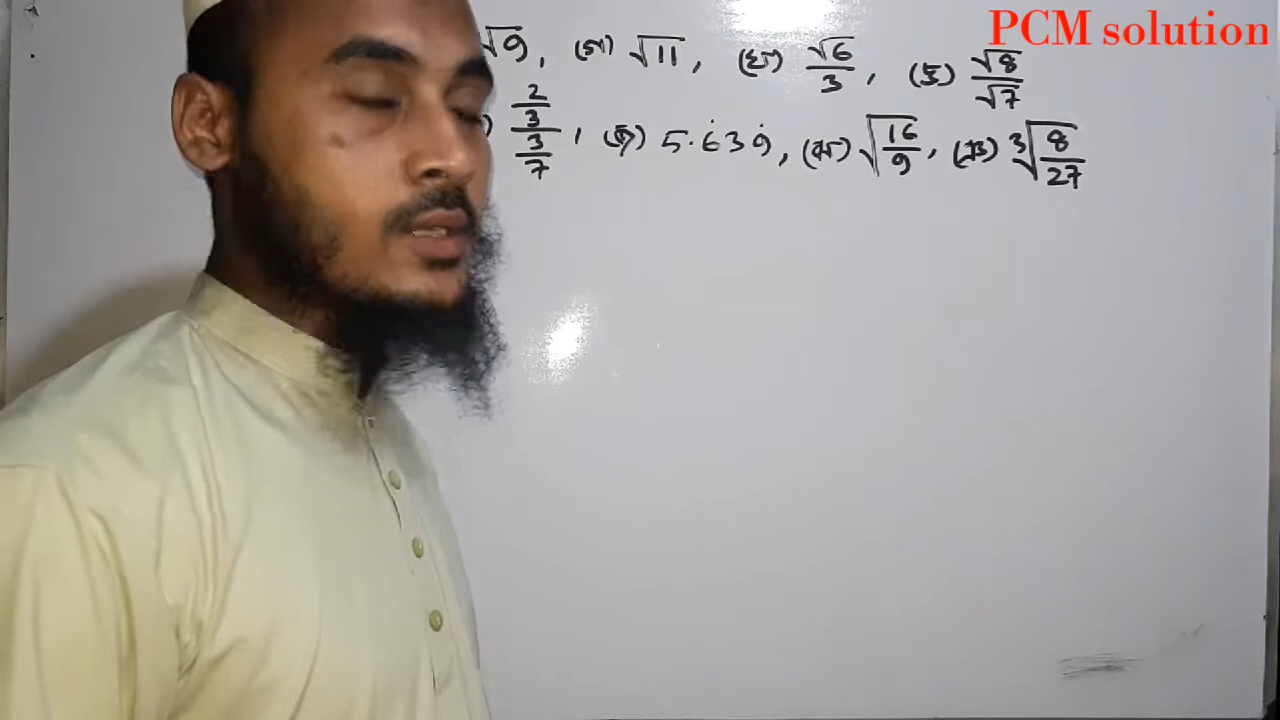 PCM solution
√9, (গ) √11, (ঘ) √6/3, (ঙ) √8/√7
) 2/3/3/7, (ছ) 5.6̇39̇, (জ) √16/9, (ঝ) ∛8/27